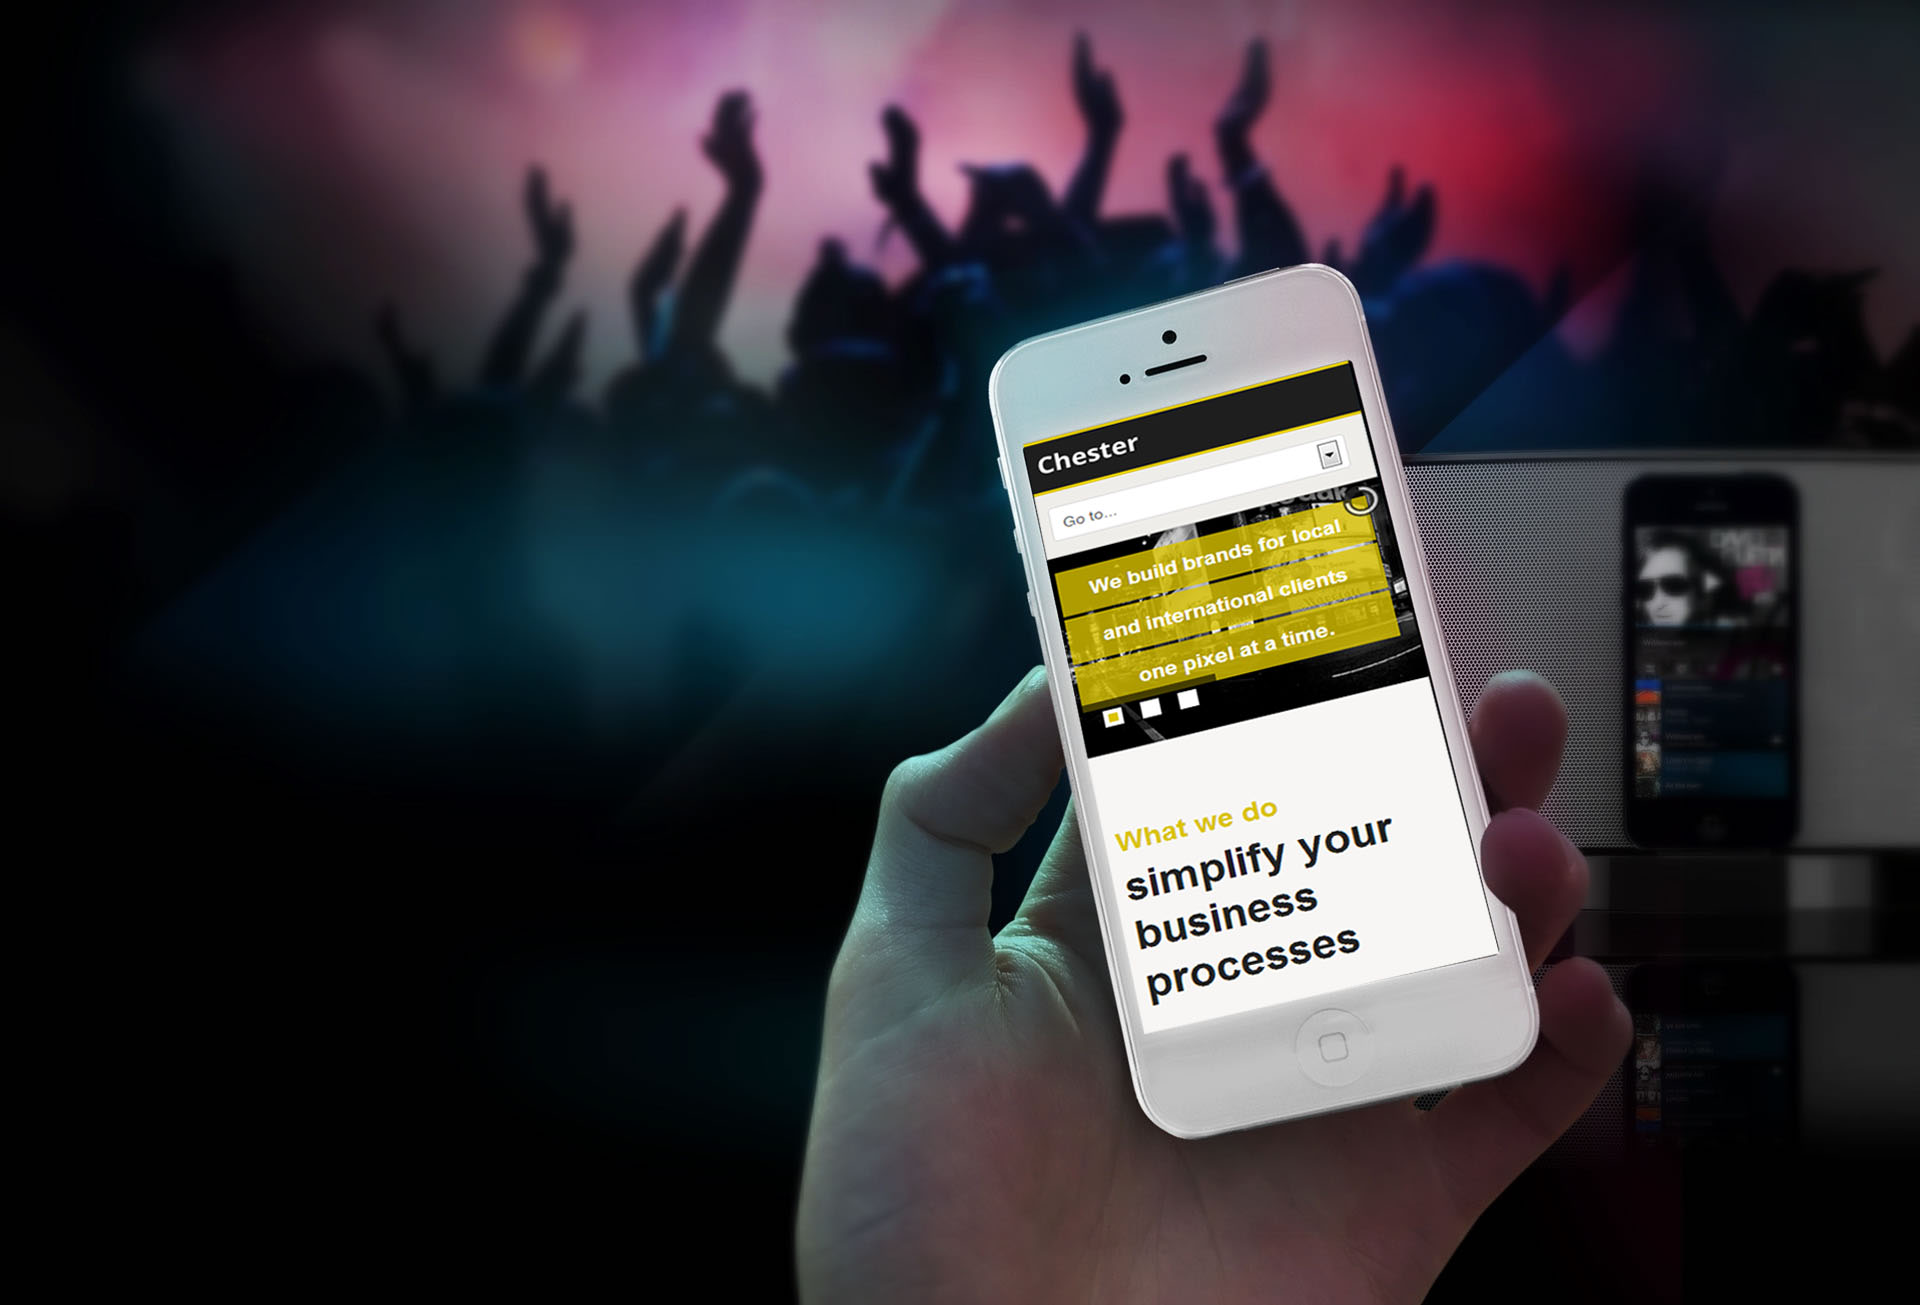 Chester
Go to...
We build brands for local
and international clients
one pixel at a time.
What we do
simplify your
business
processes